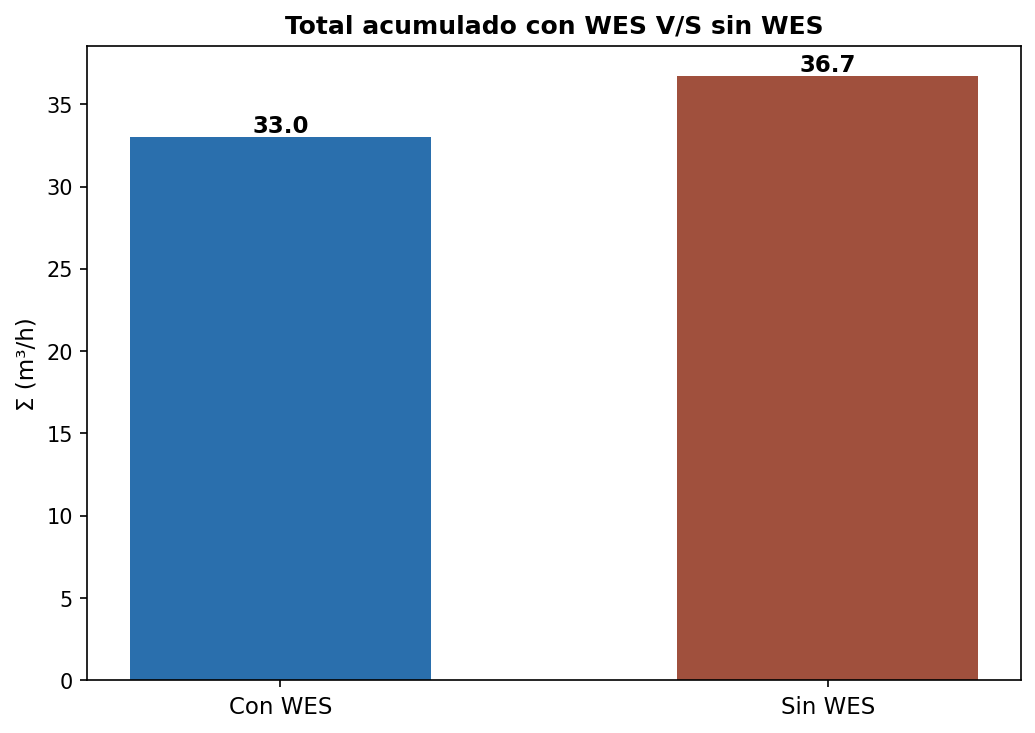 Total acumulado con WES V/S sin WES
33.0
36.7
35
30
25
20
15
10
5
0
Σ (m³/h)
Con WES
Sin WES